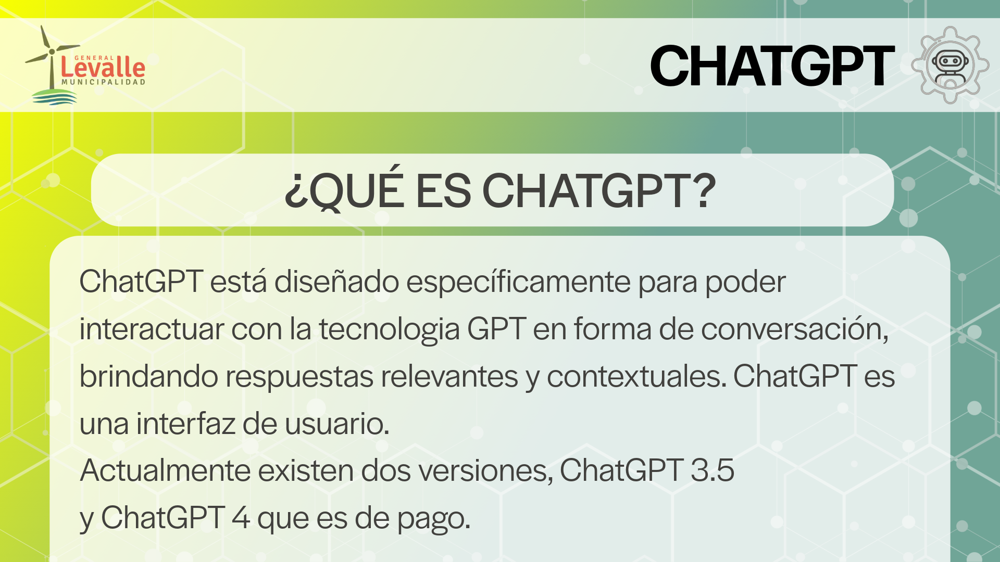 GENERAL
Levalle
MUNICIPALIDAD
CHATGPT
¿QUÉ ES CHATGPT?
ChatGPT está diseñado específicamente para poder
interactuar con la tecnologia GPT en forma de conversación,
brindando respuestas relevantes y contextuales. ChatGPT es
una interfaz de usuario.
Actualmente existen dos versiones, ChatGPT 3.5
y ChatGPT 4 que es de pago.